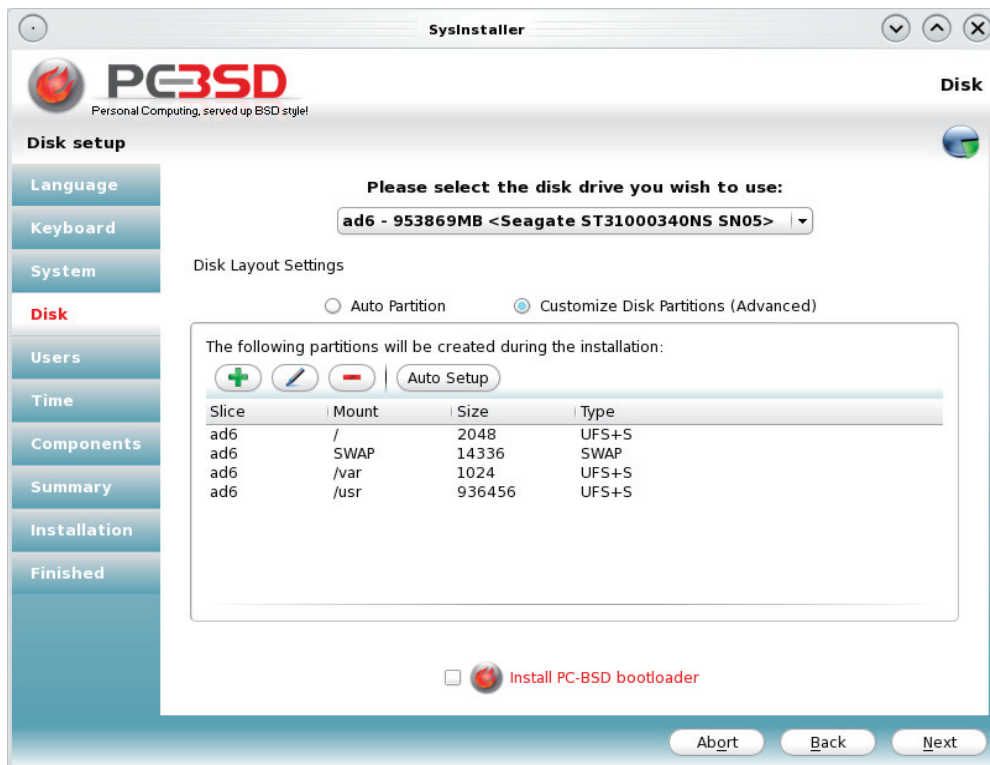 SysInstaller
PCBSD
Personal Computing, served up BSD style!
Disk
Disk setup
Language
Keyboard
System
Disk
Users
Time
Components
Summary
Installation
Finished
Please select the disk drive you wish to use:
ad6 - 953869MB <Seagate ST31000340NS SN05>
Disk Layout Settings
Auto Partition Customize Disk Partitions (Advanced)
The following partitions will be created during the installation:
Auto Setup
Slice Mount Size Type
ad6 / 2048 UFS+S
ad6 SWAP 14336 SWAP
ad6 /var 1024 UFS+S
ad6 /usr 936456 UFS+S
Install PC-BSD bootloader
Abort Back Next